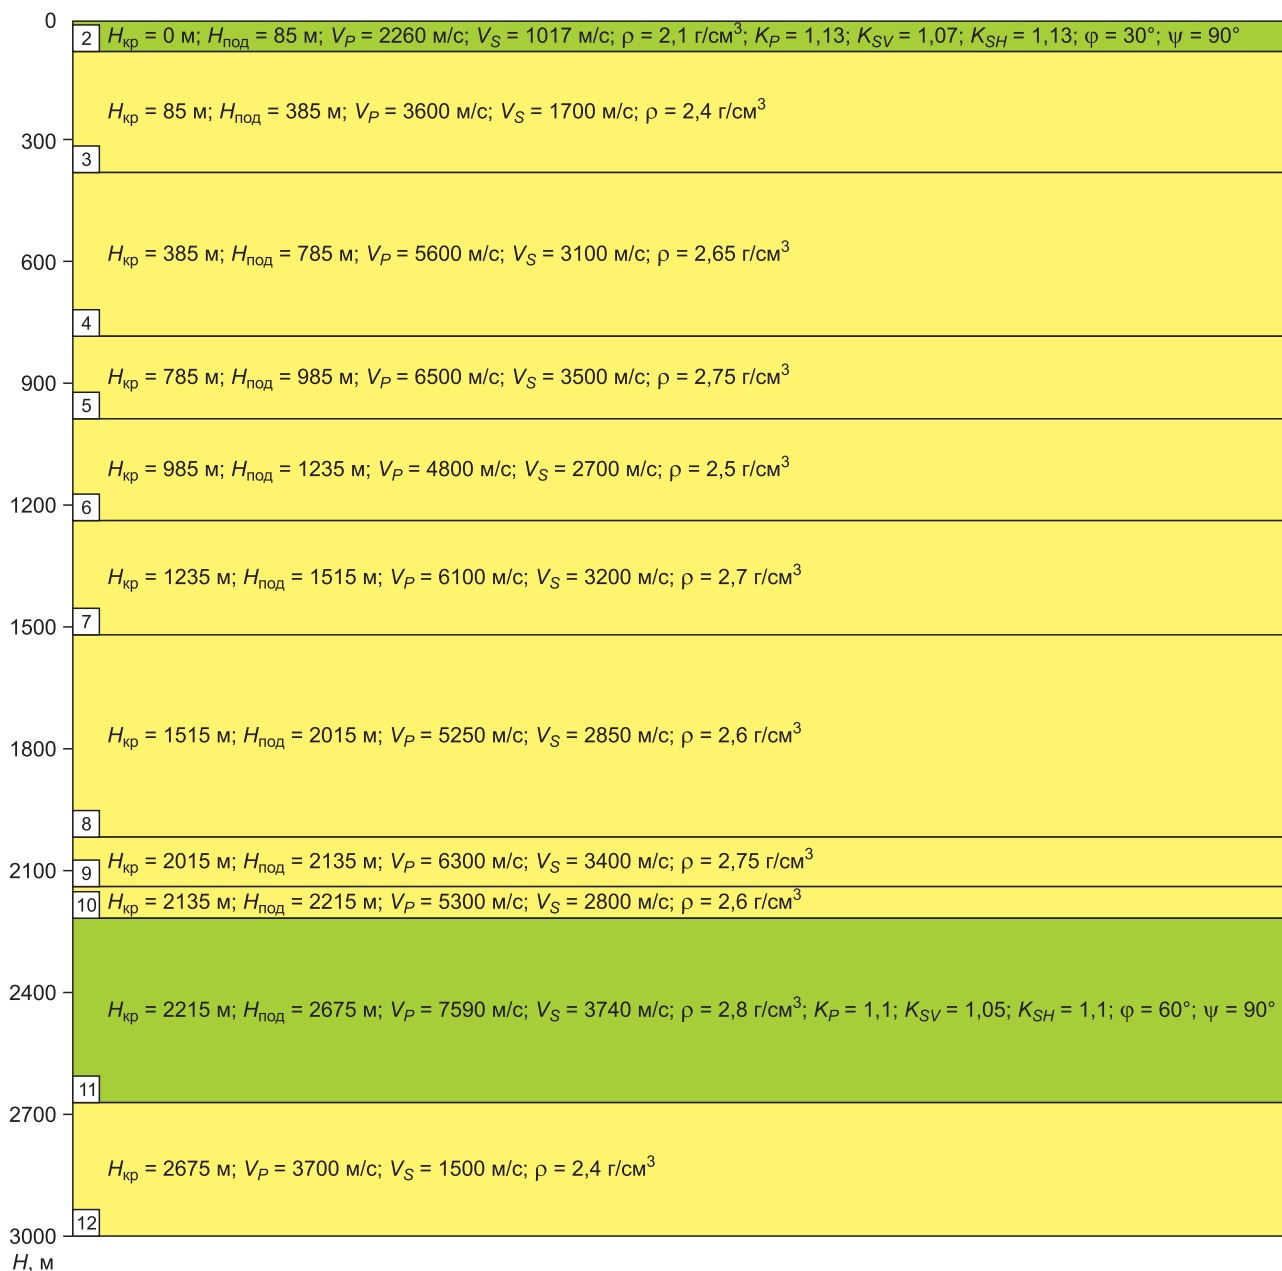 0
2 Hкр = 0 м; Hпод = 85 м; VP = 2260 м/с; VS = 1017 м/с; ρ = 2,1 г/см³; KP = 1,13; KSV = 1,07; KSH = 1,13; φ = 30°; ψ = 90°
Hкр = 85 м; Hпод = 385 м; VP = 3600 м/с; VS = 1700 м/с; ρ = 2,4 г/см³
300
3
Hкр = 385 м; Hпод = 785 м; VP = 5600 м/с; VS = 3100 м/с; ρ = 2,65 г/см³
600
4
Hкр = 785 м; Hпод = 985 м; VP = 6500 м/с; VS = 3500 м/с; ρ = 2,75 г/см³
900
5
Hкр = 985 м; Hпод = 1235 м; VP = 4800 м/с; VS = 2700 м/с; ρ = 2,5 г/см³
1200
6
Hкр = 1235 м; Hпод = 1515 м; VP = 6100 м/с; VS = 3200 м/с; ρ = 2,7 г/см³
7
1500
Hкр = 1515 м; Hпод = 2015 м; VP = 5250 м/с; VS = 2850 м/с; ρ = 2,6 г/см³
1800
8
Hкр = 2015 м; Hпод = 2135 м; VP = 6300 м/с; VS = 3400 м/с; ρ = 2,75 г/см³
2100
9
10 Hкр = 2135 м; Hпод = 2215 м; VP = 5300 м/с; VS = 2800 м/с; ρ = 2,6 г/см³
2400
Hкр = 2215 м; Hпод = 2675 м; VP = 7590 м/с; VS = 3740 м/с; ρ = 2,8 г/см³; KP = 1,1; KSV = 1,05; KSH = 1,1; φ = 60°; ψ = 90°
11
2700
Hкр = 2675 м; VP = 3700 м/с; VS = 1500 м/с; ρ = 2,4 г/см³
12
3000
H, м